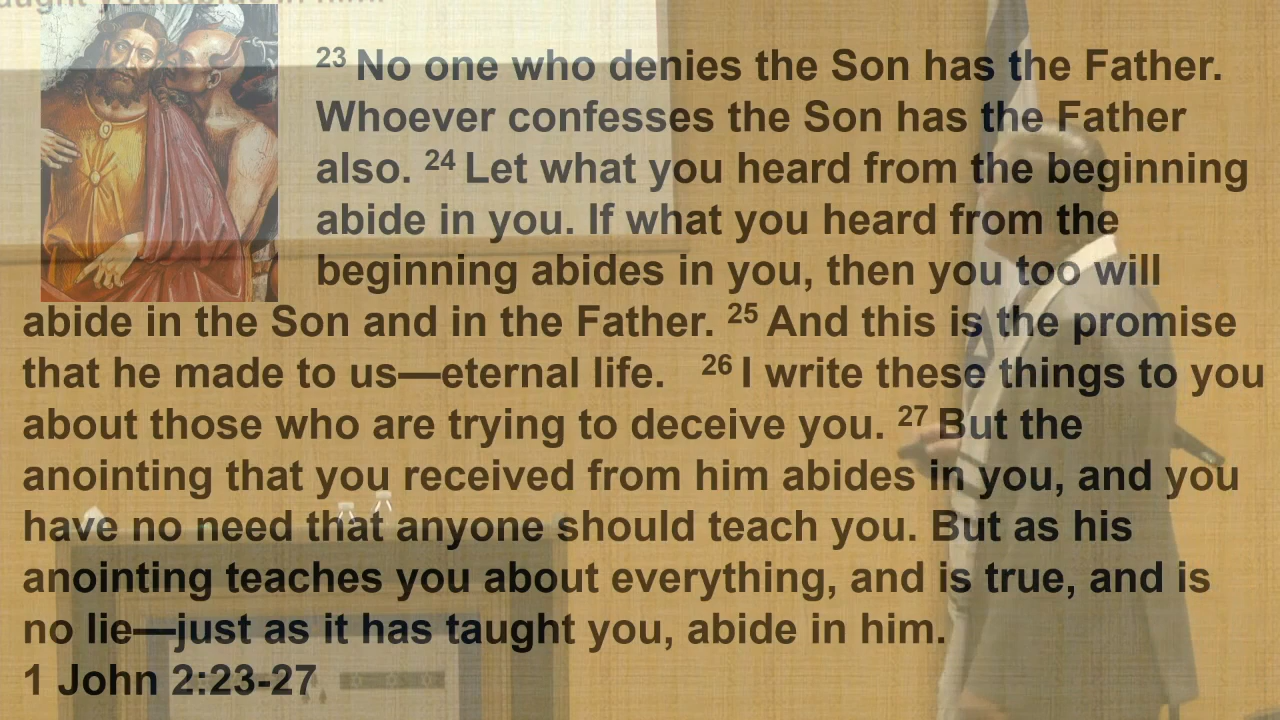 aught you, abide in him.
23 No one who denies the Son has the Father.
Whoever confesses the Son has the Father
also. 24 Let what you heard from the beginning
abide in you. If what you heard from the
beginning abides in you, then you too will
abide in the Son and in the Father. 25 And this is the promise
that he made to us—eternal life. 26 I write these things to you
about those who are trying to deceive you. 27 But the
anointing that you received from him abides in you, and you
have no need that anyone should teach you. But as his
anointing teaches you about everything, and is true, and is
no lie—just as it has taught you, abide in him.
1 John 2:23-27